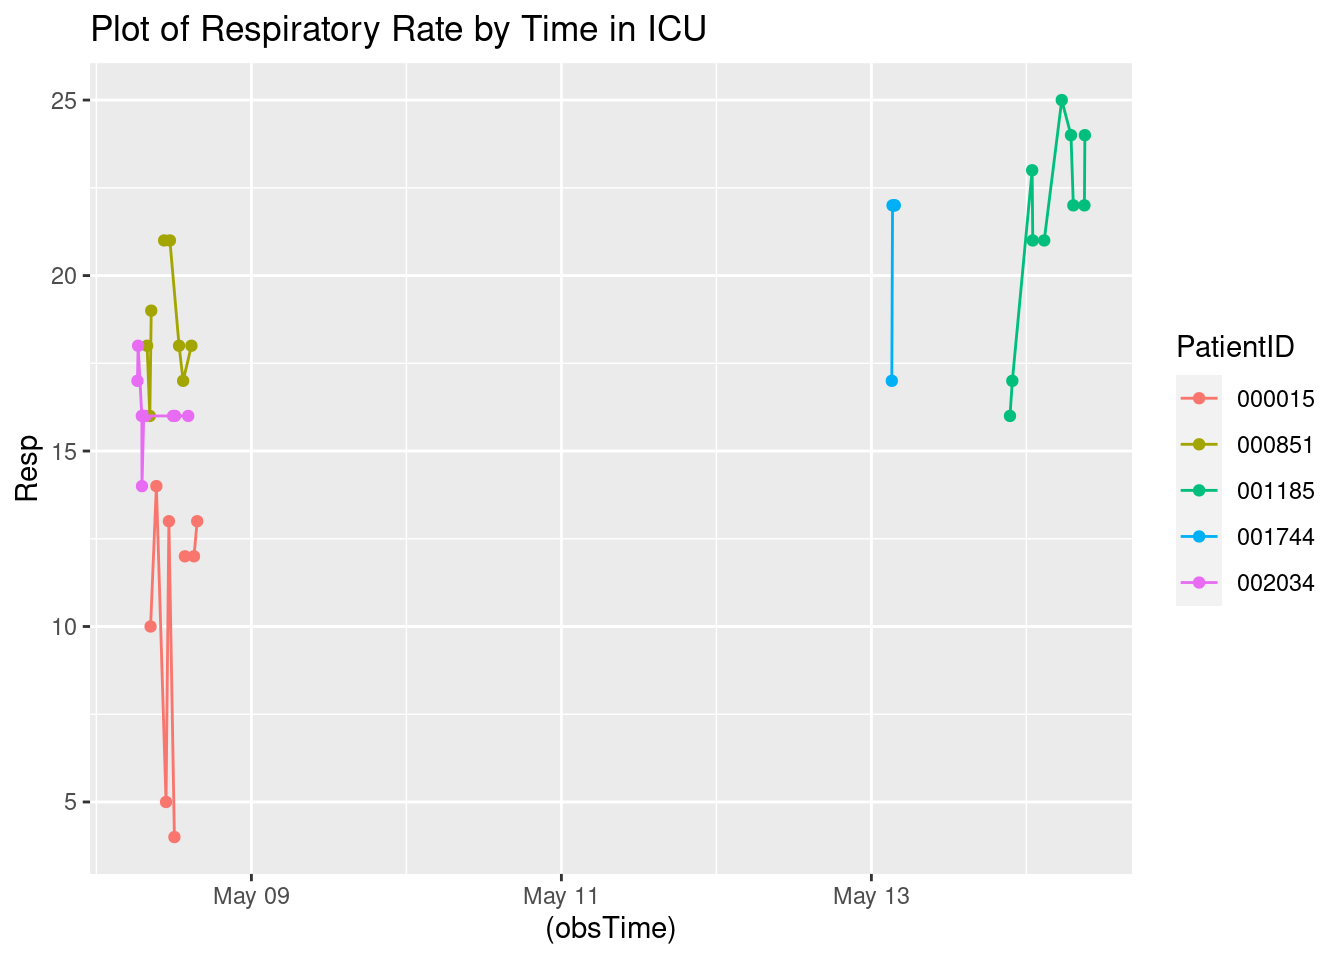 Plot of Respiratory Rate by Time in ICU
25
20
15
10
5
Resp
May 09
May 11
May 13
(obsTime)
PatientID
000015
000851
001185
001744
002034